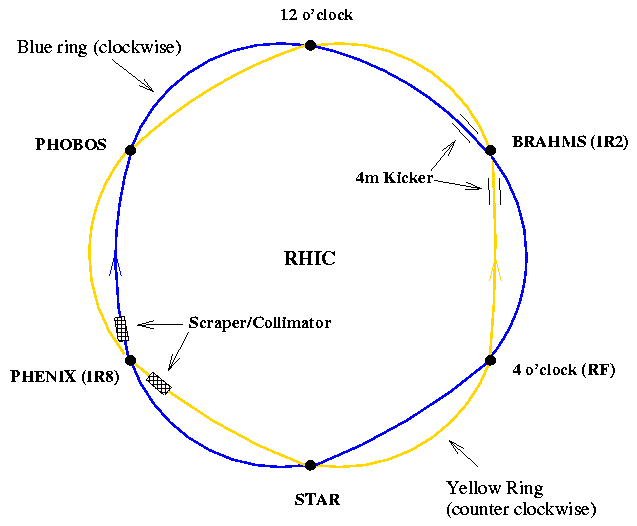 12 o'clock
Blue ring (clockwise)
PHOBOS
BRAHMS (IR2)
4m Kicker
RHIC
Scraper/Collimator
PHENIX (IR8)
4 o'clock (RF)
STAR
Yellow Ring
(counter clockwise)